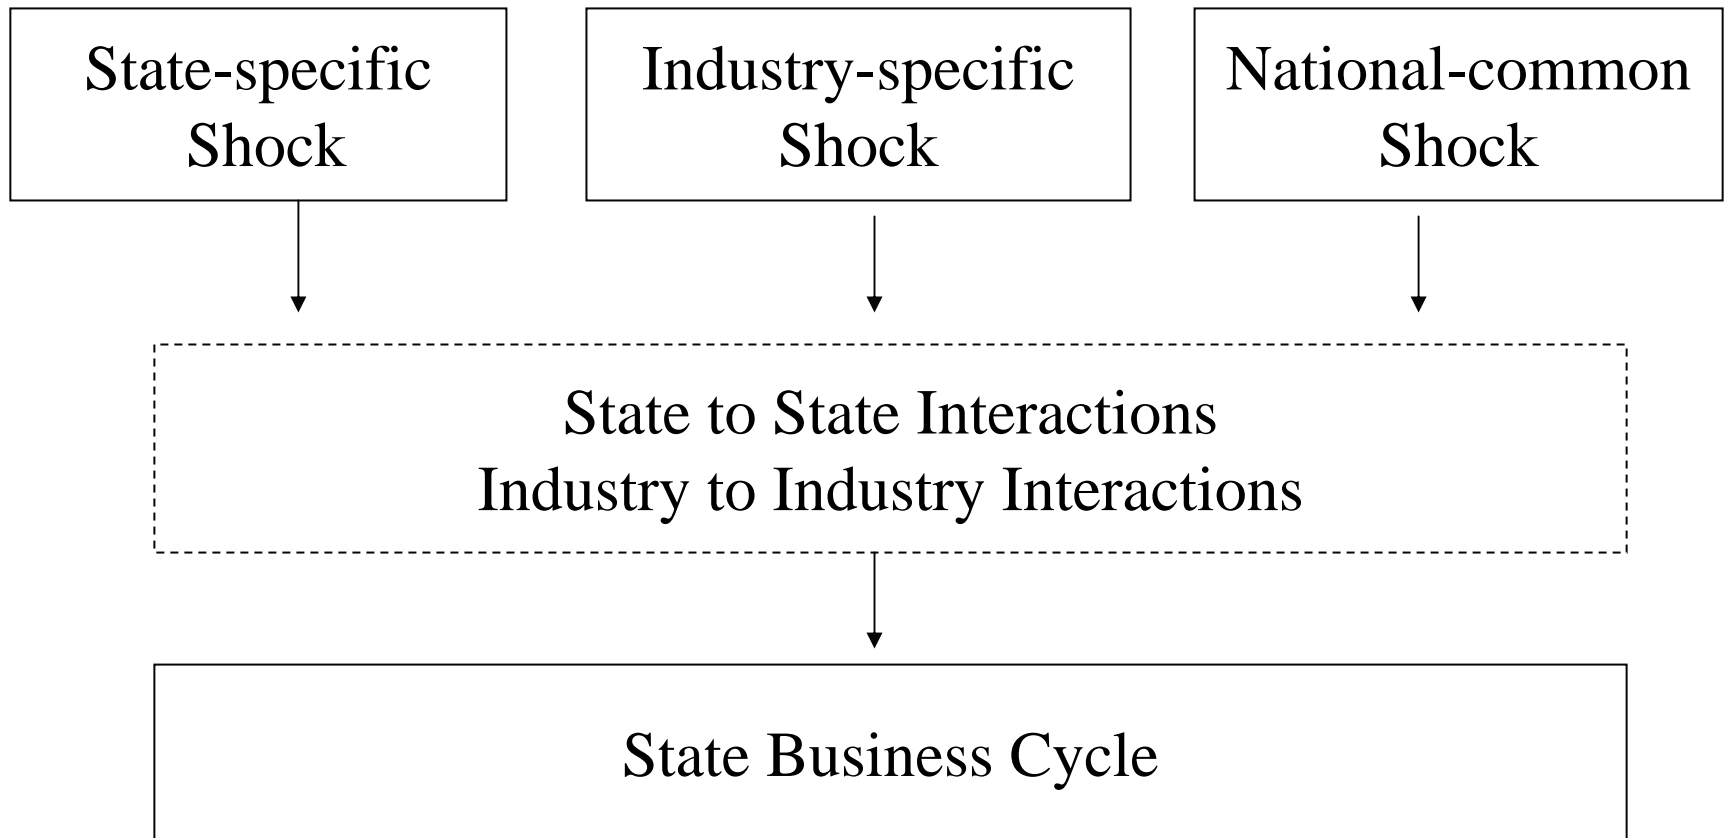 State-specific
Shock
Industry-specific
Shock
National-common
Shock
State to State Interactions
Industry to Industry Interactions
State Business Cycle